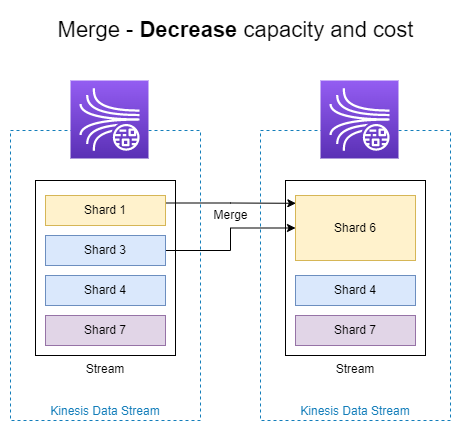 Merge - Decrease capacity and cost
Shard 1
Shard 3
Shard 4
Shard 7
Stream
Kinesis Data Stream
Merge
Shard 6
Shard 4
Shard 7
Stream
Kinesis Data Stream